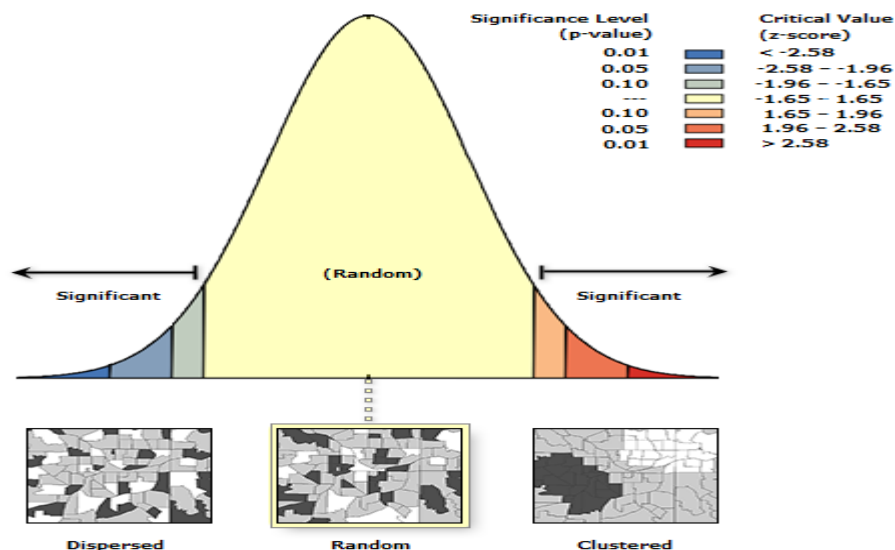 Significance Level Critical Value
(p-value) (z-score)
0.01 < -2.58
0.05 -2.58 – -1.96
0.10 -1.96 – -1.65
--- -1.65 – 1.65
0.10 1.65 – 1.96
0.05 1.96 – 2.58
0.01 > 2.58
(Random)
Significant Significant
Dispersed Random Clustered